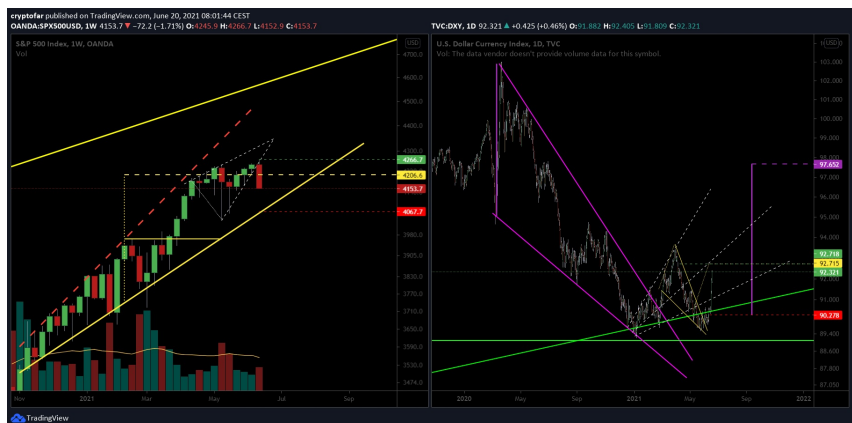 cryptofar published on TradingView.com, June 20, 2021 08:01:44 CEST
OANDA:SPX500USD, 1W 4153.7 ▼ −72.2 (−1.71%) O:4245.9 H:4266.7 L:4152.9 C:4153.7
TVC:DXY, 1D 92.321 ▲ +0.425 (+0.46%) O:91.882 H:92.405 L:91.809 C:92.321
S&P 500 Index, 1W, OANDA
Vol
USD
4700.0
4600.0
4500.0
4400.0
4300.0
4266.7
4206.6
4153.7
4067.7
3980.0
3905.0
3830.0
3770.0
3710.0
3650.0
3590.0
3530.0
3474.0
Nov
2021
Mar
May
Jul
Sep
U.S. Dollar Currency Index, 1D, TVC
Vol: The data vendor doesn't provide volume data for this symbol.
USD
103.000
100.000
99.000
98.000
97.652
97.000
95.000
94.000
92.718
92.715
92.321
91.000
90.278
89.400
88.600
87.800
87.050
2020
May
Sep
2021
May
Sep
2022
TradingView